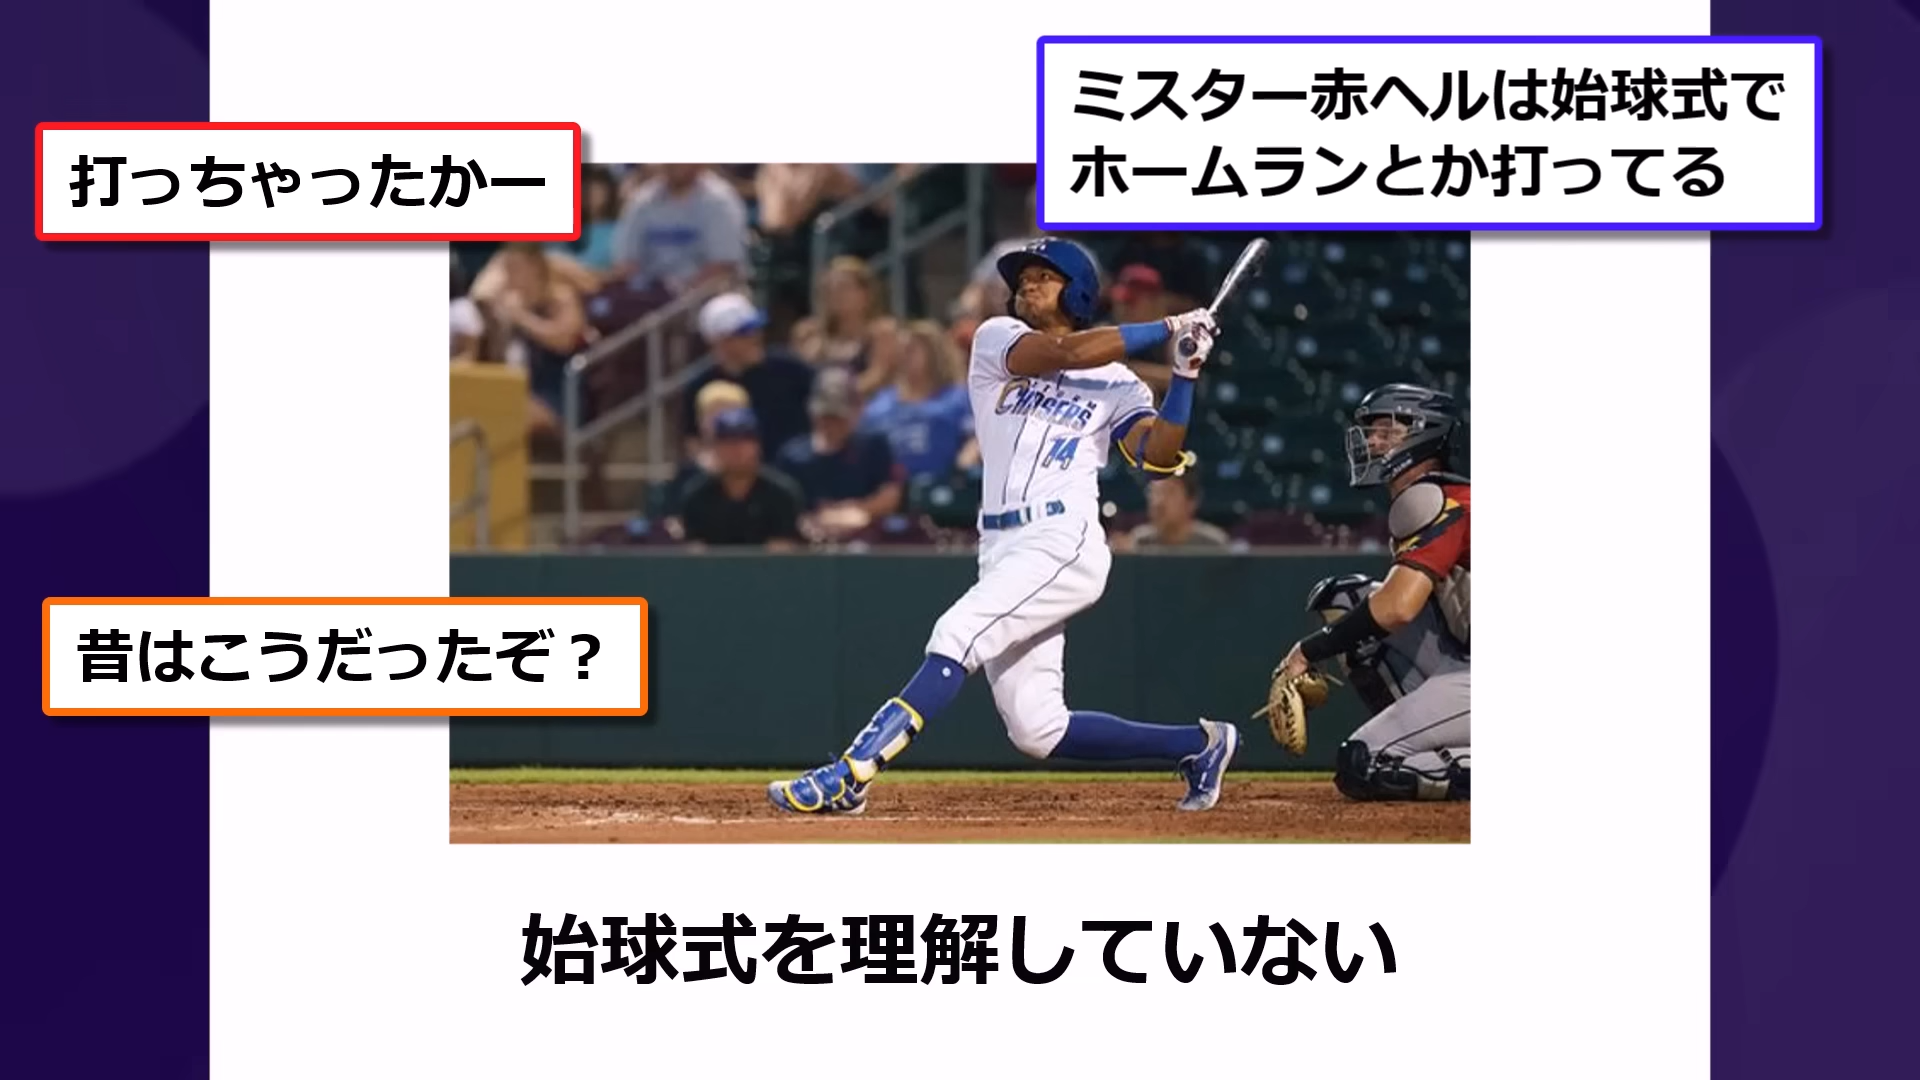 ミスター赤ヘルは始球式で
ホームランとか打ってる
打っちゃったかー
CHASERS
14
昔はこうだったぞ？
始球式を理解していない